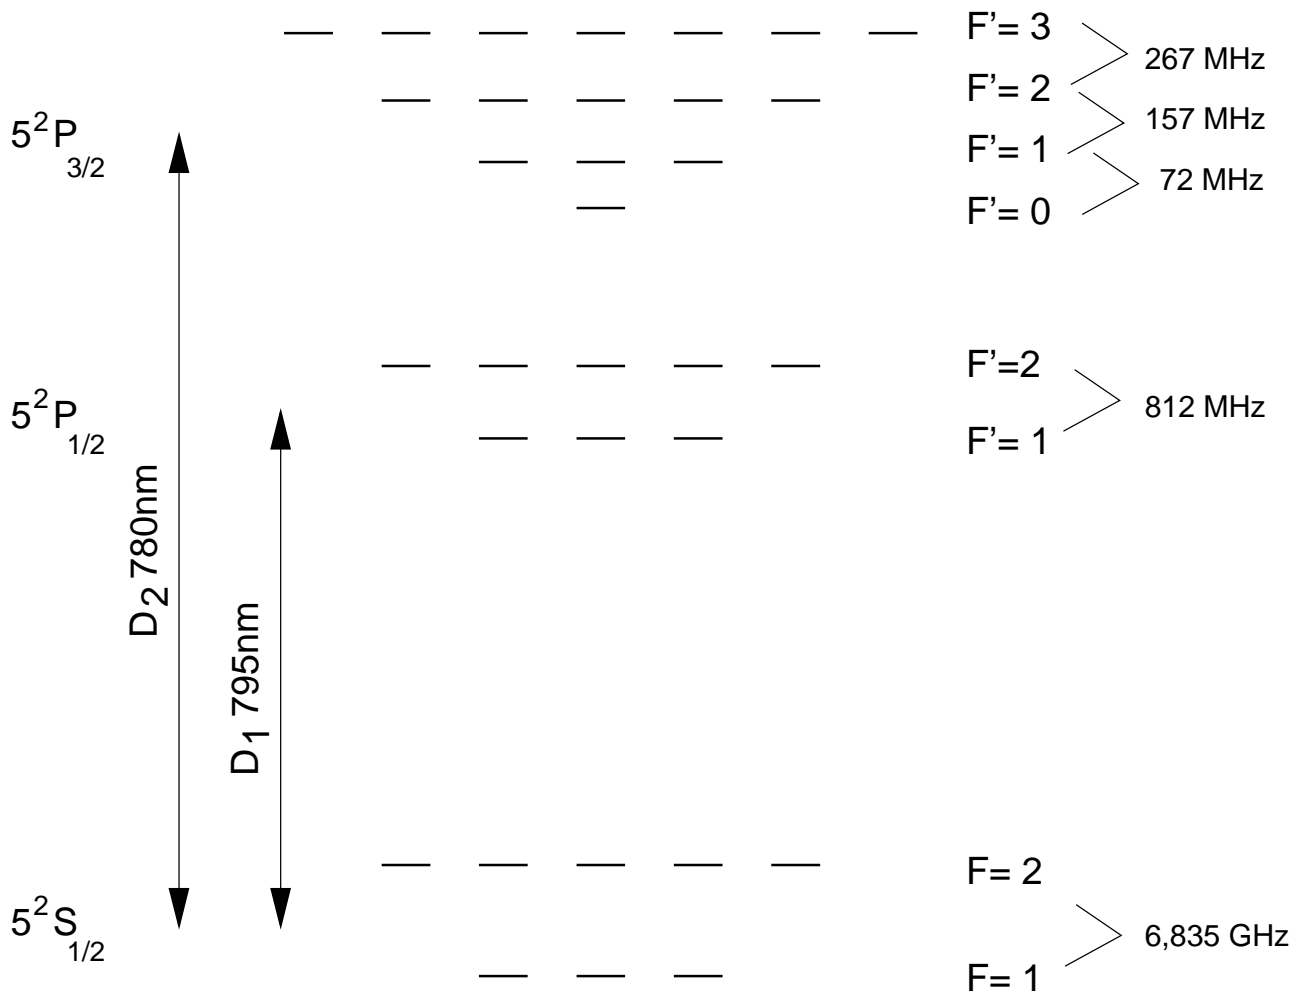 F’= 3
267 MHz
F’= 2
5²P3/2
157 MHz
F’= 1
72 MHz
F’= 0
F’=2
5²P1/2
812 MHz
F’= 1
D2 780nm
D1 795nm
F= 2
5²S1/2
6,835 GHz
F= 1